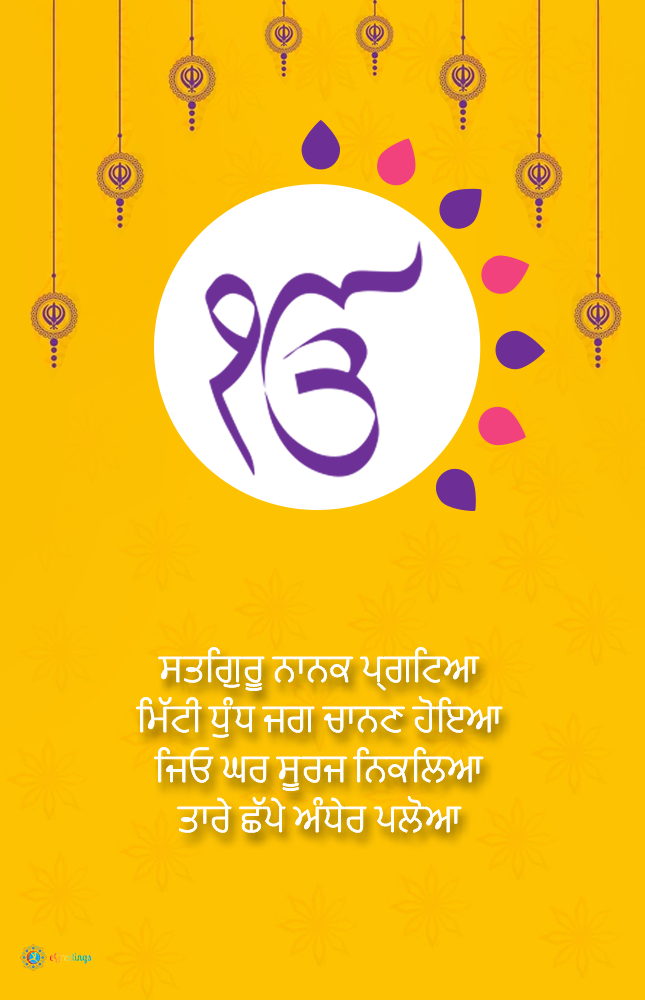 ੴ
ਸਤਗਿੁਰੂ ਨਾਨਕ ਪ੍ਰਗਟਿਆ
ਮਿੱਟੀ ਧੁੰਧ ਜਗ ਚਾਨਣ ਹੋਇਆ
ਜਿਓ ਘਰ ਸੂਰਜ ਨਿਕਲਿਆ
ਤਾਰੇ ਛੱਪੇ ਅੰਧੇਰ ਪਲੋਆ